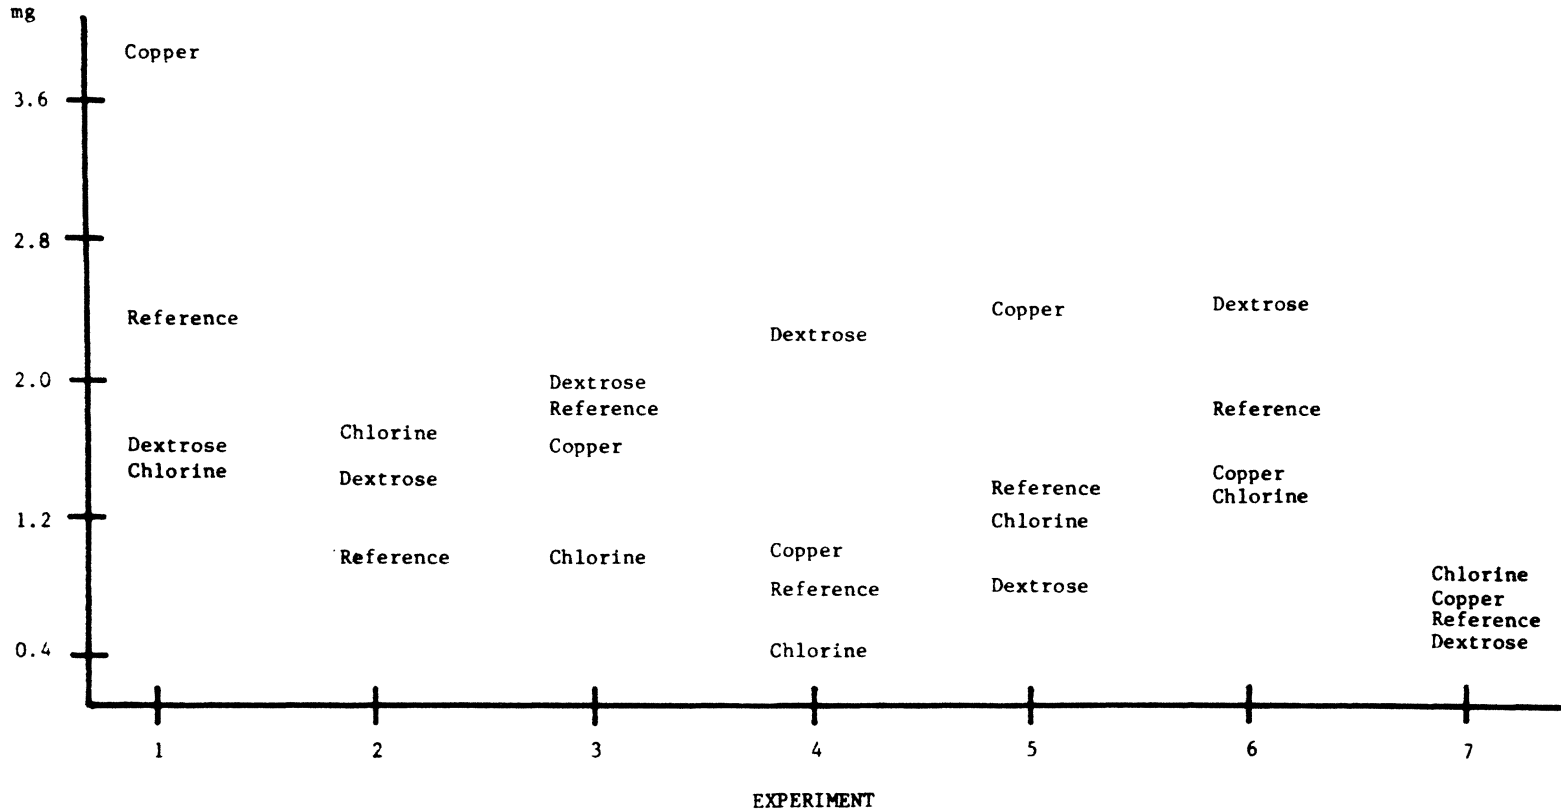 mg
Copper
3.6
2.8
Reference
Copper
Dextrose
Dextrose
2.0
Dextrose
Reference
Reference
Chlorine
Dextrose
Copper
Chlorine
Dextrose
Copper
Reference
Chlorine
1.2
Chlorine
Reference
Chlorine
Copper
Reference
Dextrose
Chlorine
Copper
Reference
Dextrose
0.4
Chlorine
1 2 3 4 5 6 7
EXPERIMENT